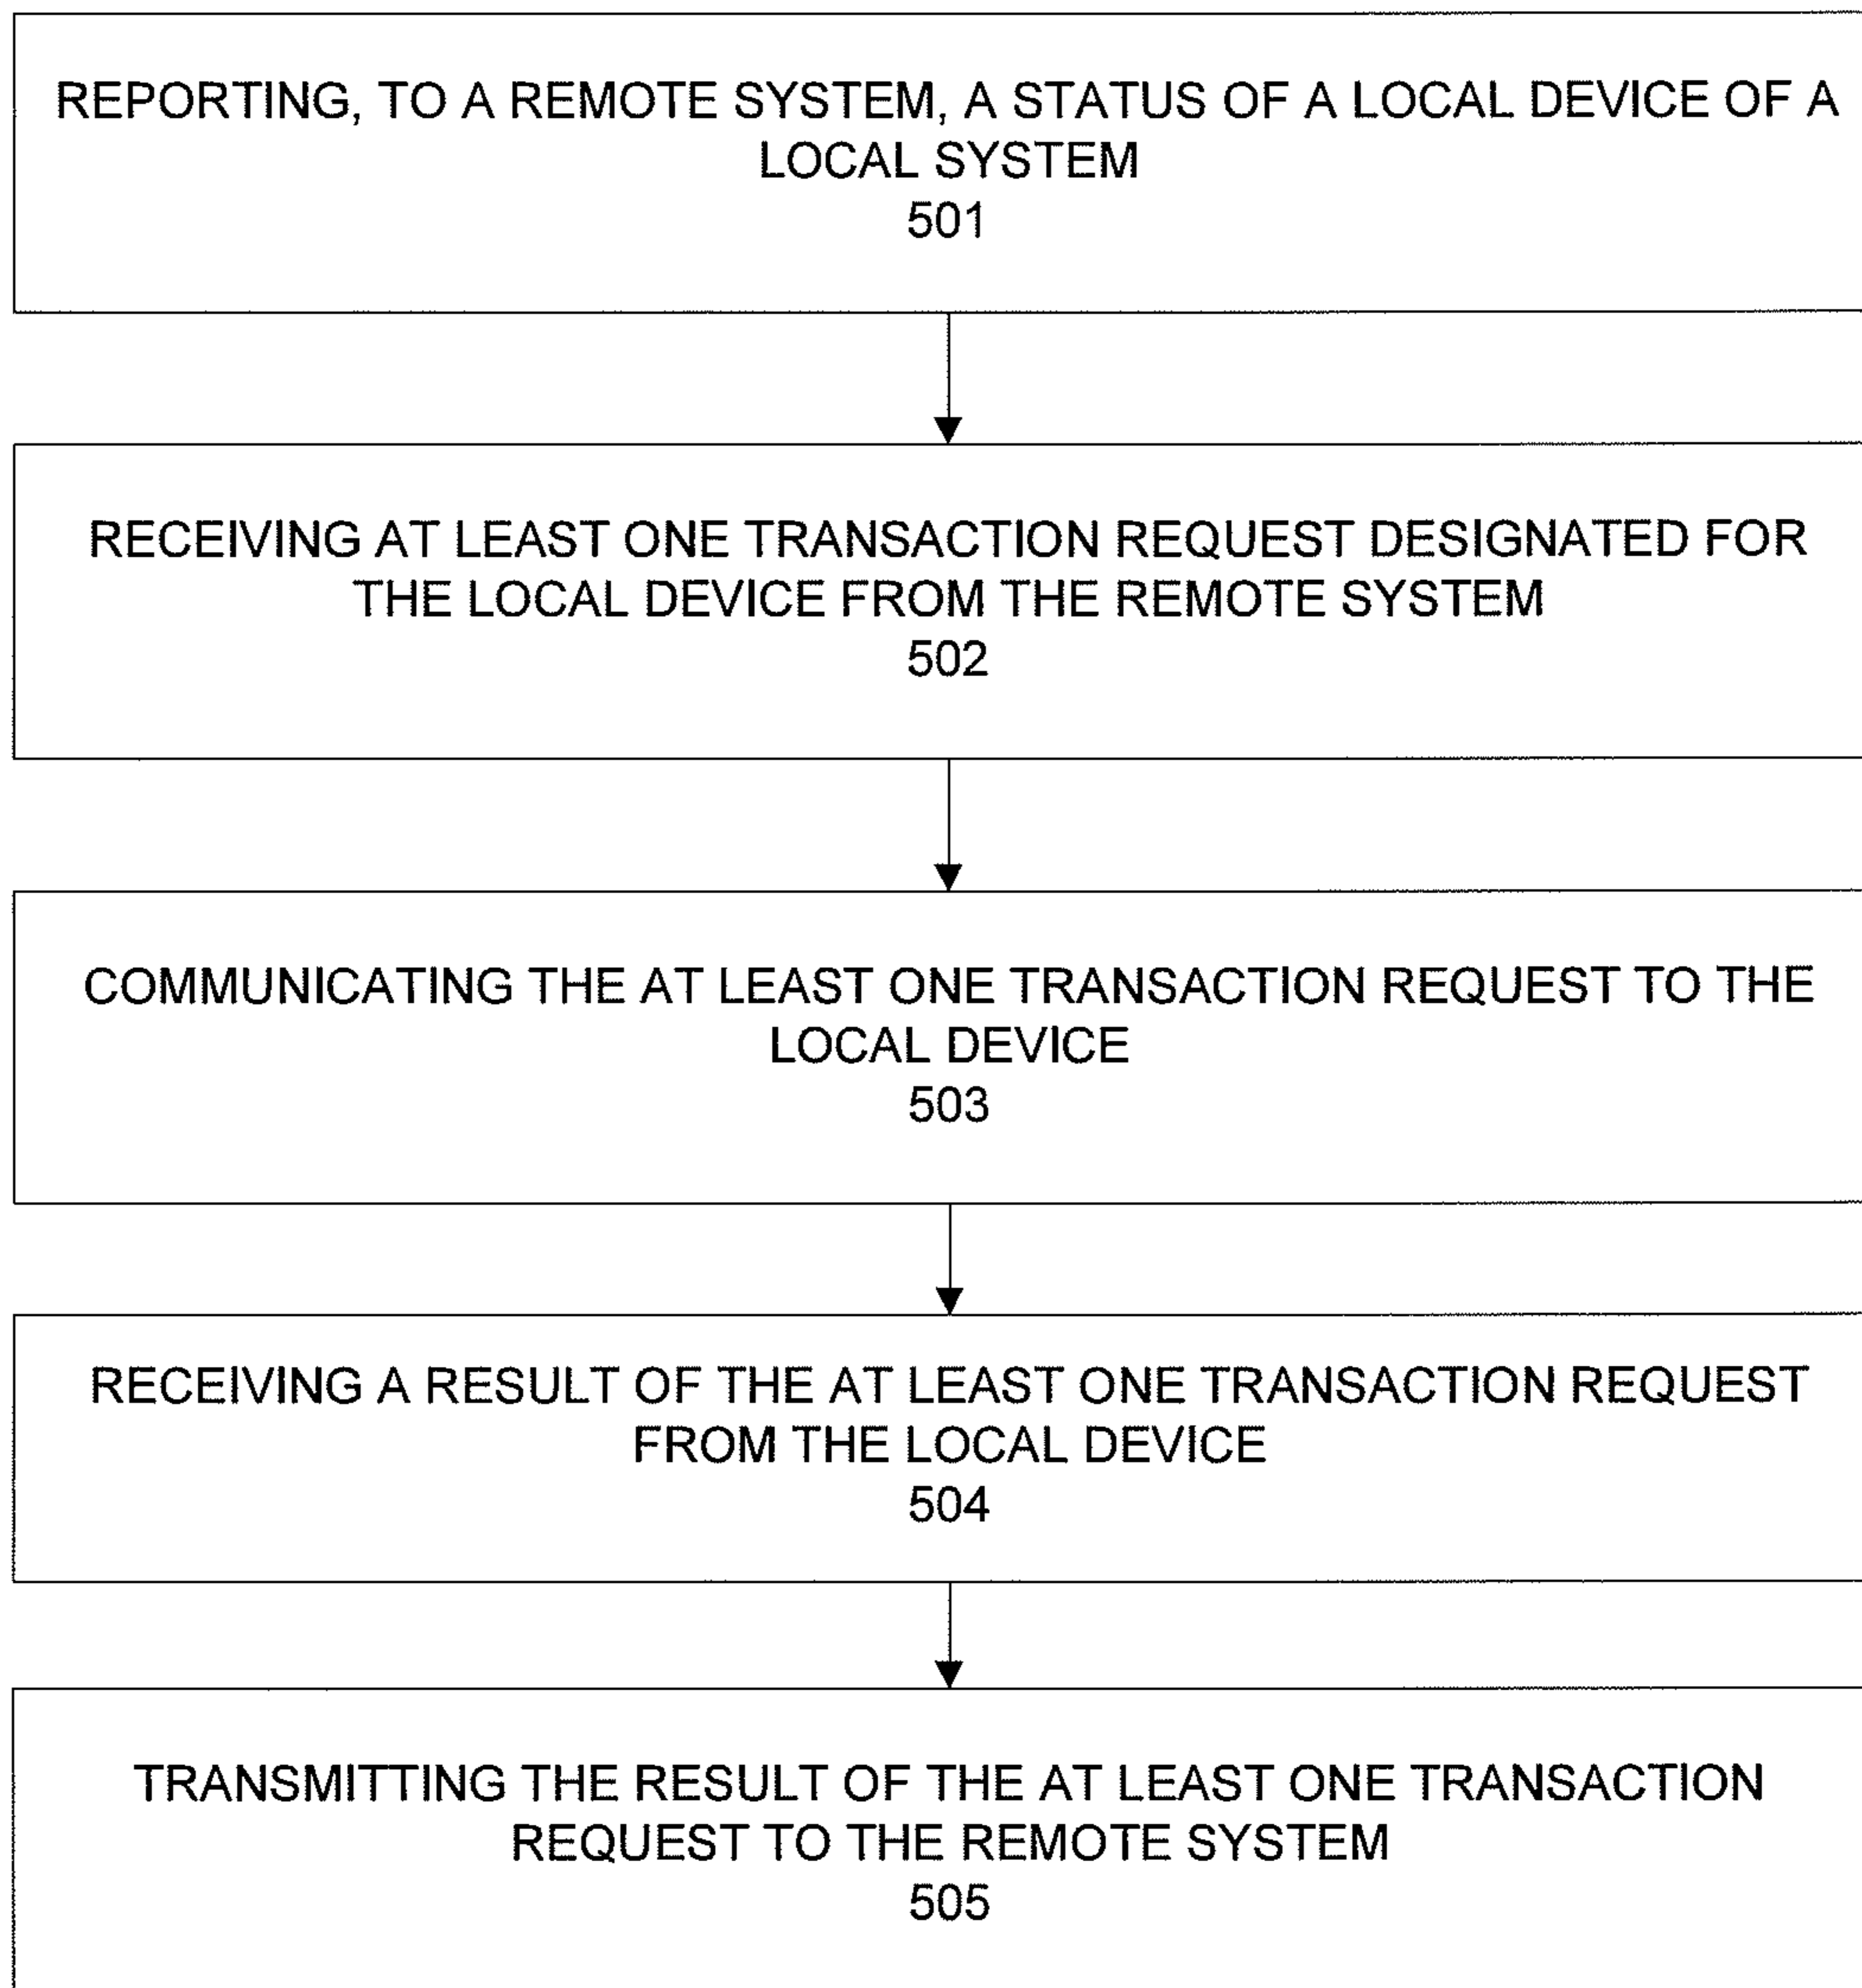 REPORTING, TO A REMOTE SYSTEM, A STATUS OF A LOCAL DEVICE OF A
LOCAL SYSTEM
501
RECEIVING AT LEAST ONE TRANSACTION REQUEST DESIGNATED FOR
THE LOCAL DEVICE FROM THE REMOTE SYSTEM
502
COMMUNICATING THE AT LEAST ONE TRANSACTION REQUEST TO THE
LOCAL DEVICE
503
RECEIVING A RESULT OF THE AT LEAST ONE TRANSACTION REQUEST
FROM THE LOCAL DEVICE
504
TRANSMITTING THE RESULT OF THE AT LEAST ONE TRANSACTION
REQUEST TO THE REMOTE SYSTEM
505